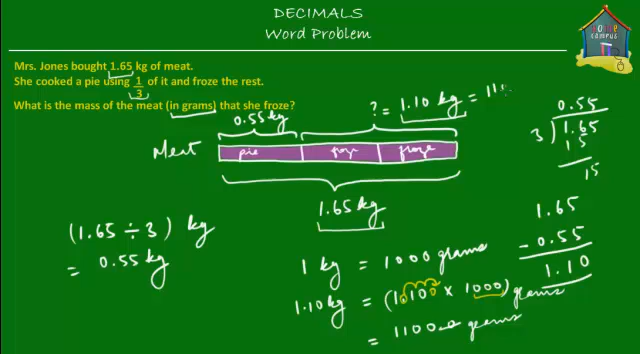 DECIMALS
Word Problem
home campus
Mrs. Jones bought 1.65 kg of meat.
She cooked a pie using 1/3 of it and froze the rest.
What is the mass of the meat (in grams) that she froze?
0.55 kg
? = 1.10 kg = 11
Meat
pie froze froze
1.65 kg
0.55
3 ) 1.65
15
15
1.65
- 0.55
1.10
(1.65 ÷ 3) kg
= 0.55 kg
1 kg = 1000 grams
1.10 kg = (1.100 × 1000) grams
= 1100 grams